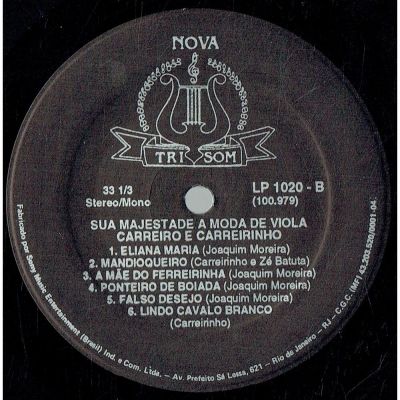 NOVA
TRI SOM
33 1/3
Stereo/Mono
LP 1020 - B
(100.979)
SUA MAJESTADE A MODA DE VIOLA
CARREIRO E CARREIRINHO
1. ELIANA MARIA (Joaquim Moreira)
2. MANDIOQUEIRO (Carreirinho e Zé Batuta)
3. A MÃE DO FERREIRINHA (Joaquim Moreira)
4. PONTEIRO DE BOIADA (Joaquim Moreira)
5. FALSO DESEJO (Joaquim Moreira)
6. LINDO CAVALO BRANCO
(Carreirinho)
Fabricado por Sony Music Entertainment (Brasil) Ind. e Com. Ltda. - Av. Prefeito Sá Lessa, 621 - Rio de Janeiro - RJ - C.G.C. (MF) 43.203.520/0001-04.